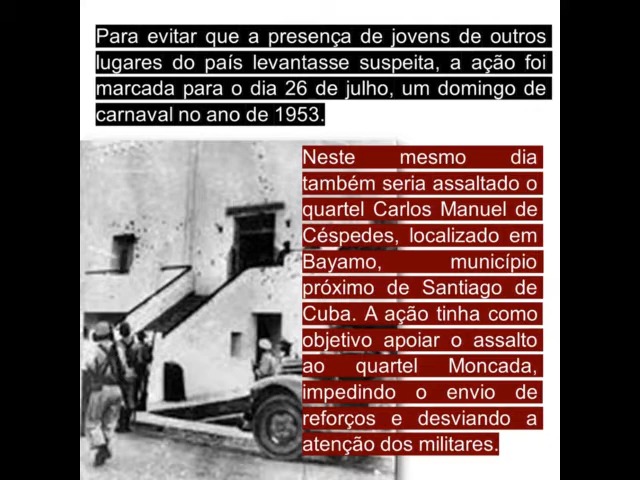 Para evitar que a presença de jovens de outros
lugares do país levantasse suspeita, a ação foi
marcada para o dia 26 de julho, um domingo de
carnaval no ano de 1953.
Neste mesmo dia
também seria assaltado o
quartel Carlos Manuel de
Céspedes, localizado em
Bayamo, município
próximo de Santiago de
Cuba. A ação tinha como
objetivo apoiar o assalto
ao quartel Moncada,
impedindo o envio de
reforços e desviando a
atenção dos militares.